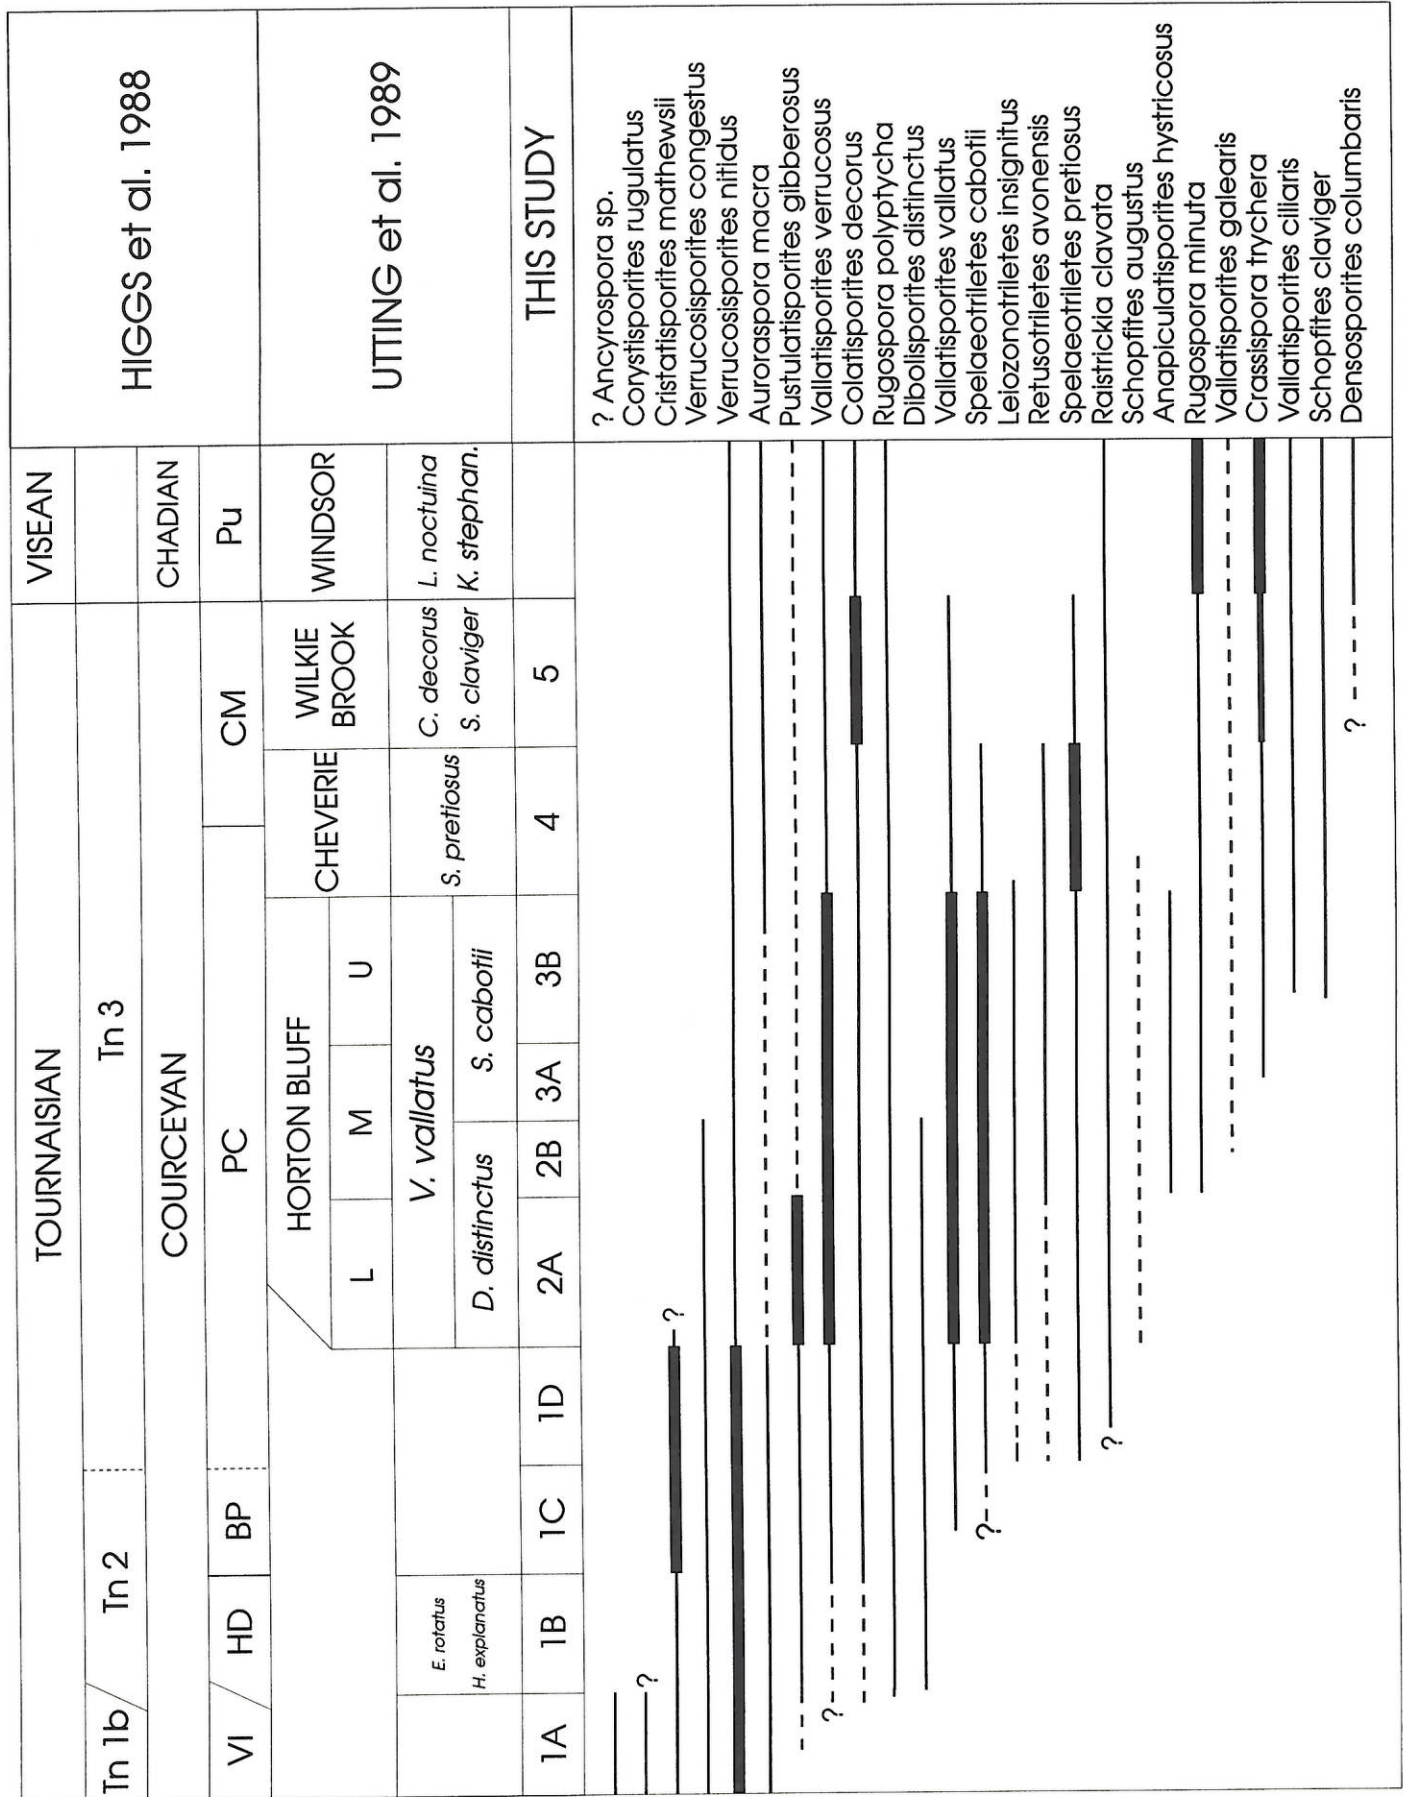 TOURNAISIAN VISEAN
Tn 1b Tn 2 Tn 3
COURCEYAN CHADIAN
HIGGS et al. 1988
VI HD BP PC CM Pu
HORTON BLUFF CHEVERIE WILKIE BROOK WINDSOR
L M U
UTTING et al. 1989
E. rotatus
H. explanatus
V. vallatus
D. distinctus S. cabotii
S. pretiosus
C. decorus
S. claviger
L. noctuina
K. stephan.
1A 1B 1C 1D 2A 2B 3A 3B 4 5 THIS STUDY
? Ancyrospora sp.
? Corystisporites rugulatus
? Cristatisporites mathewsii
Verrucosisporites congestus
Verrucosisporites nitidus
Auroraspora macra
Pustulatisporites gibberosus
? Vallatisporites verrucosus
Colatisporites decorus
Rugospora polyptycha
Dibolisporites distinctus
Vallatisporites vallatus
? Spelaeotriletes cabotii
Leiozonotriletes insignitus
Retusotriletes avonensis
Spelaeotriletes pretiosus
? Raistrickia clavata
Schopfites augustus
Anapiculatisporites hystricosus
Rugospora minuta
Vallatisporites galearis
Crassispora trychera
Vallatisporites ciliaris
Schopfites claviger
? Densosporites columbaris